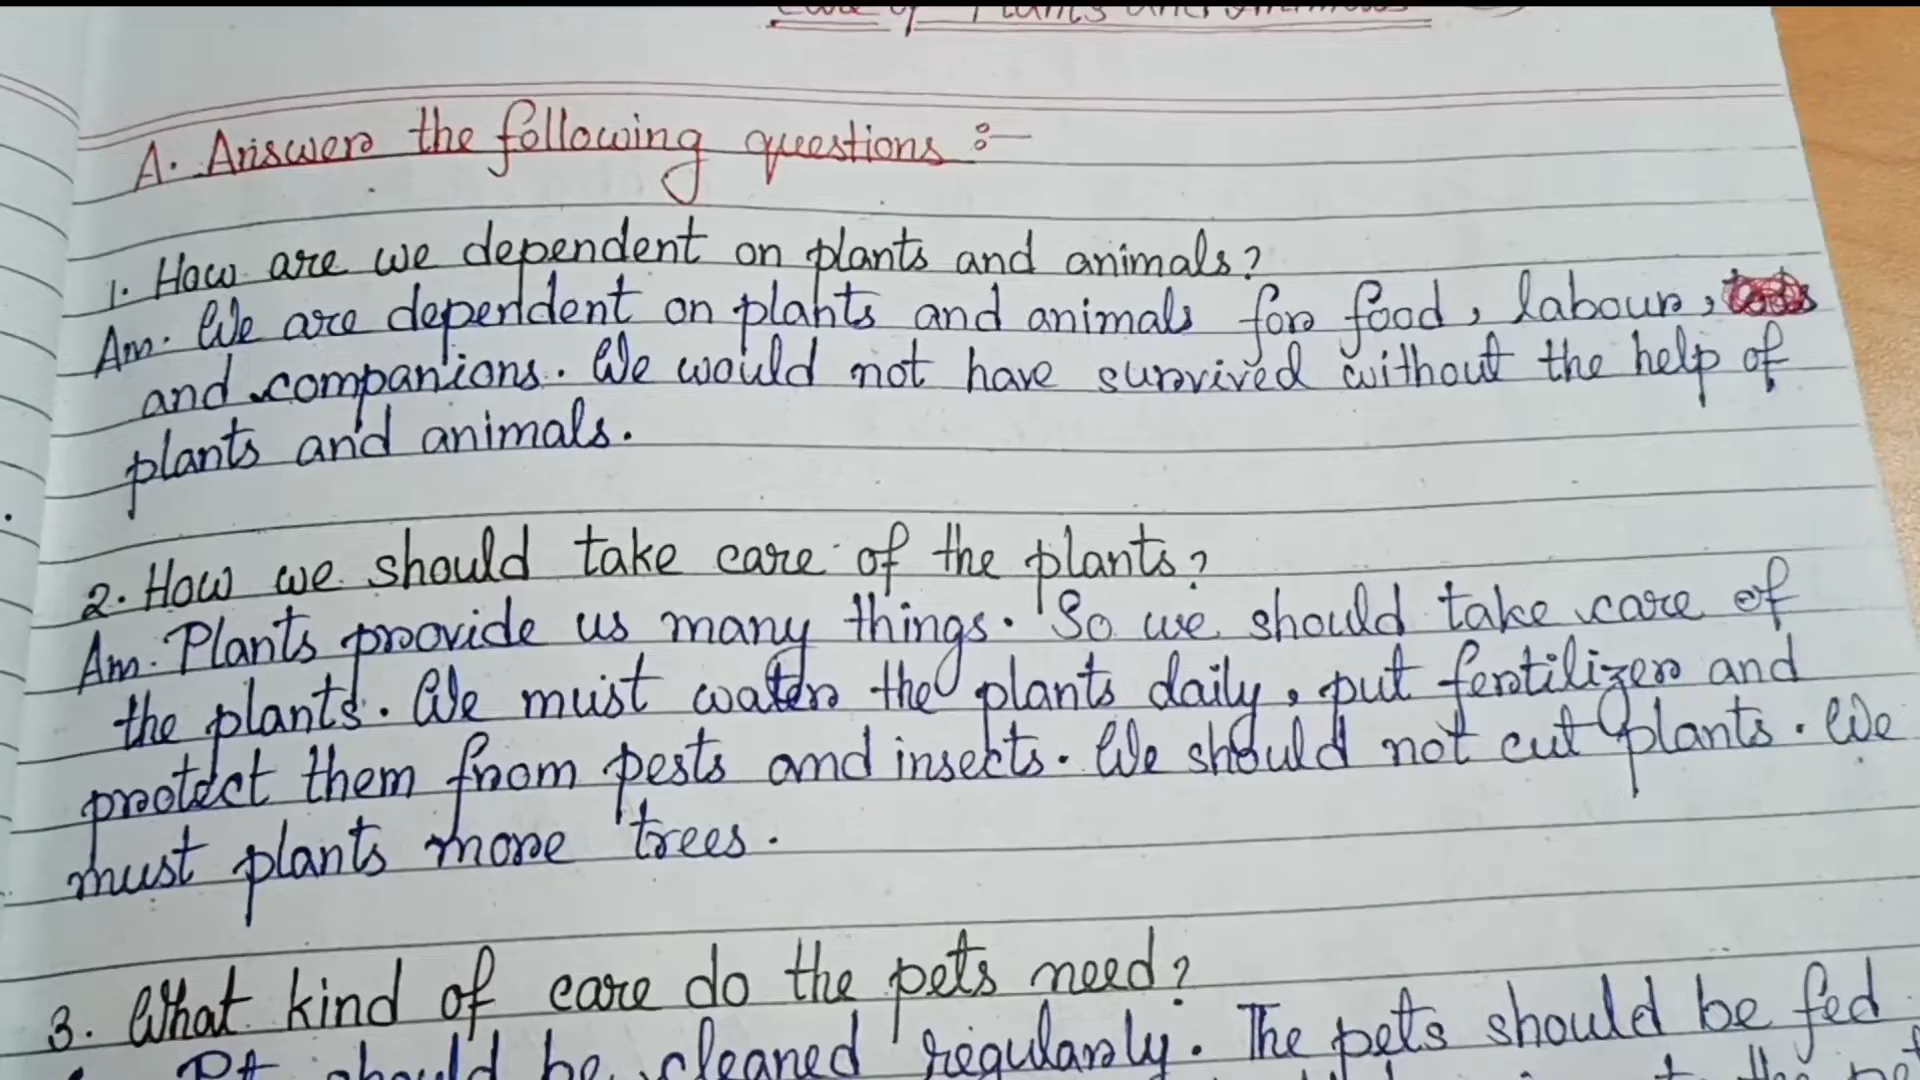 Care of Plants and Animals
A. Answer the following questions :-
1. How are we dependent on plants and animals?
Ans. We are dependent on plants and animals for food, labour,
and companions. We would not have survived without the help of
plants and animals.
2. How we should take care of the plants?
Ans. Plants provide us many things. So we should take care of
the plants. We must water the plants daily, put fertilizer and
protect them from pests and insects. We should not cut plants. We
must plants more trees.
3. What kind of care do the pets need?
should be cleaned regularly. The pets should be fed